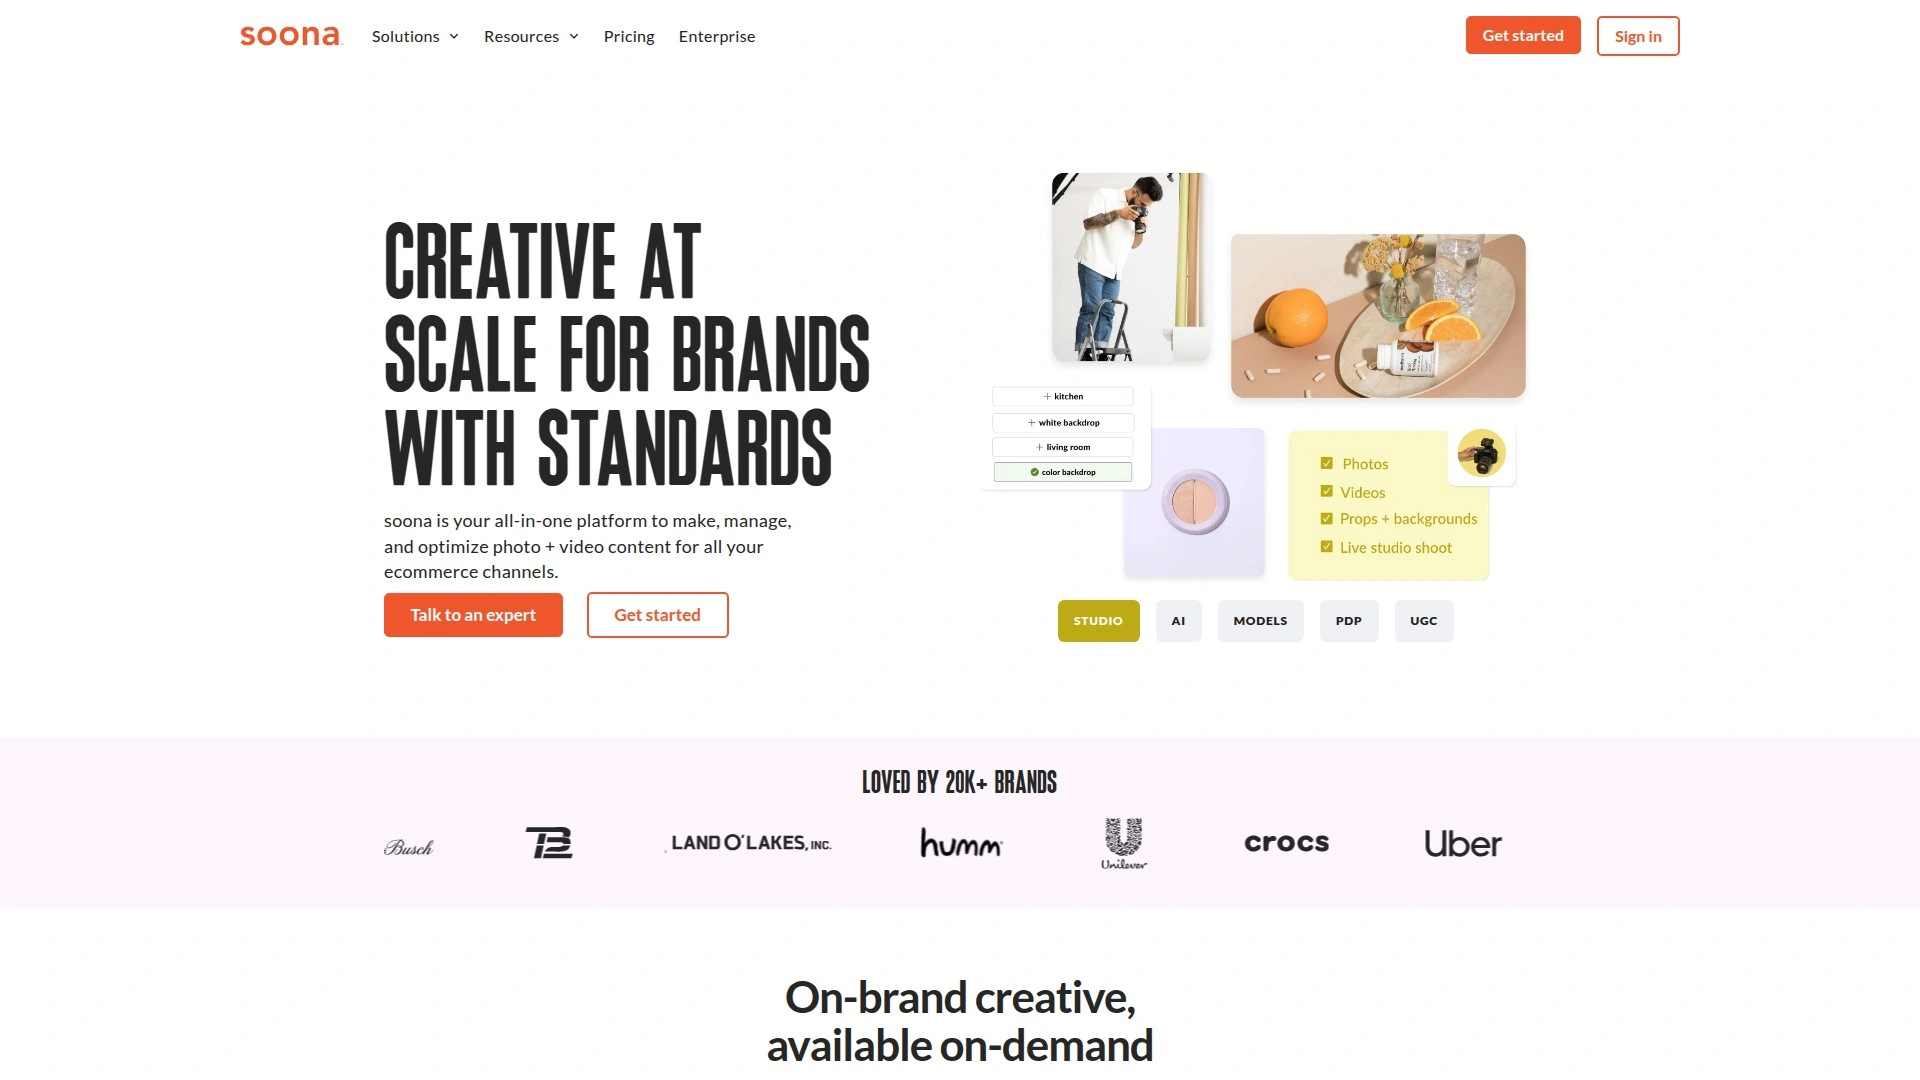 soona
Solutions
Resources
Pricing
Enterprise
Get started
Sign in
CREATIVE AT
SCALE FOR BRANDS
WITH STANDARDS
soona is your all-in-one platform to make, manage,
and optimize photo + video content for all your
ecommerce channels.
Talk to an expert
Get started
+ kitchen
+ white backdrop
+ living room
color backdrop
Photos
Videos
Props + backgrounds
Live studio shoot
STUDIO
AI
MODELS
PDP
UGC
LOVED BY 20K+ BRANDS
Busch
TB12
LAND O'LAKES, INC.
humm
Unilever
crocs
Uber
On-brand creative,
available on-demand